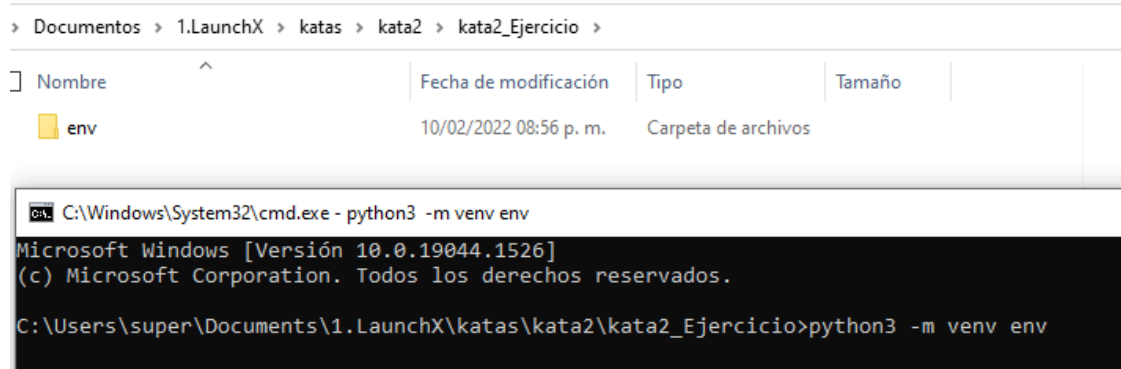 > Documentos > 1.LaunchX > katas > kata2 > kata2_Ejercicio >
Nombre Fecha de modificación Tipo Tamaño
env 10/02/2022 08:56 p. m. Carpeta de archivos
C:\Windows\System32\cmd.exe - python3 -m venv env
Microsoft Windows [Versión 10.0.19044.1526]
(c) Microsoft Corporation. Todos los derechos reservados.
C:\Users\super\Documents\1.LaunchX\katas\kata2\kata2_Ejercicio>python3 -m venv env